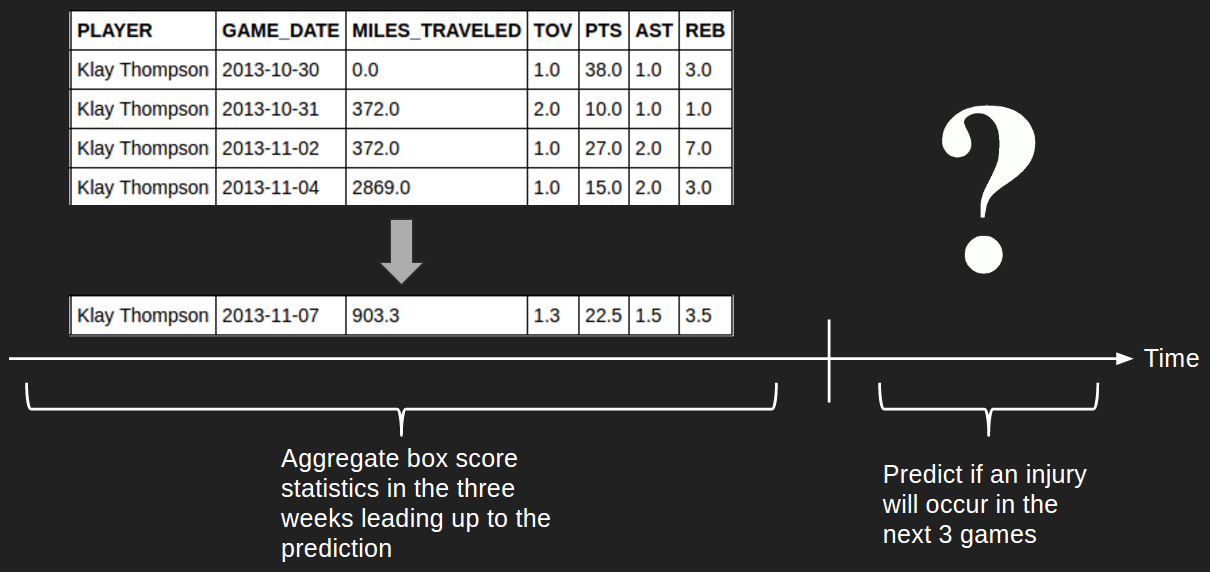 PLAYER GAME_DATE MILES_TRAVELED TOV PTS AST REB
Klay Thompson 2013-10-30 0.0 1.0 38.0 1.0 3.0
Klay Thompson 2013-10-31 372.0 2.0 10.0 1.0 1.0
Klay Thompson 2013-11-02 372.0 1.0 27.0 2.0 7.0
Klay Thompson 2013-11-04 2869.0 1.0 15.0 2.0 3.0
?
Klay Thompson 2013-11-07 903.3 1.3 22.5 1.5 3.5
Time
Aggregate box score
statistics in the three
weeks leading up to the
prediction
Predict if an injury
will occur in the
next 3 games